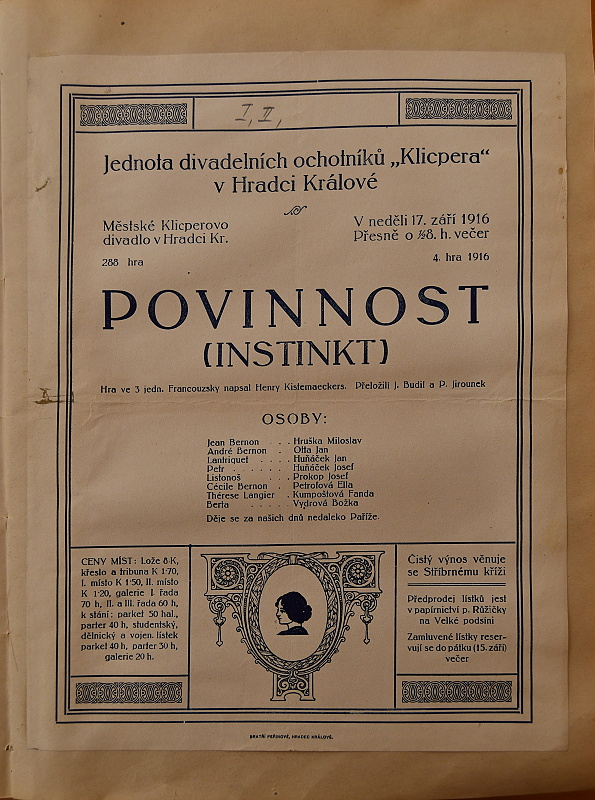 I, II,
Jednota divadelních ochotníků „Klicpera“
v Hradci Králové
Městské Klicperovo
divadlo v Hradci Kr.
288 hra
V neděli 17. září 1916
Přesně o ½8. h. večer
4. hra 1916
POVINNOST
(INSTINKT)
Hra ve 3 jedn. Francouzsky napsal Henry Kistemaeckers. Přeložili J. Budil a P. Jirounek
OSOBY:
Jean Bernon . . . Hruška Miloslav
André Bernon . Otta Jan
Lantriquet . . . . Huňáček Jan
Petr . . . . . . Huňáček Josef
Listonoš . . . Prokop Josef
Cécile Bernon . Petrofová Ella
Thérese Langier . Kumpoštová Fanda
Berta . . . . . Vydrová Božka
Děje se za našich dnů nedaleko Paříže.
CENY MÍST: Lože 8 K,
křeslo a tribuna K 1·70,
I. místo K 1·50, II. místo
K 1·20, galerie I. řada
70 h, II. a III. řada 60 h,
k stání: parket 50 hal.,
parter 40 h, studentský,
dělnický a vojen. lístek
parket 40 h, parter 30 h,
galerie 20 h.
Čistý výnos věnuje
se Stříbrnému kříži
Předprodej lístků jest
v papírnictví p. Růžičky
na Velké podsíni
Zamluvené lístky reser-
vují se do pátku (15. září)
večer
BRATŘI PEŘINOVÉ, HRADEC KRÁLOVÉ.